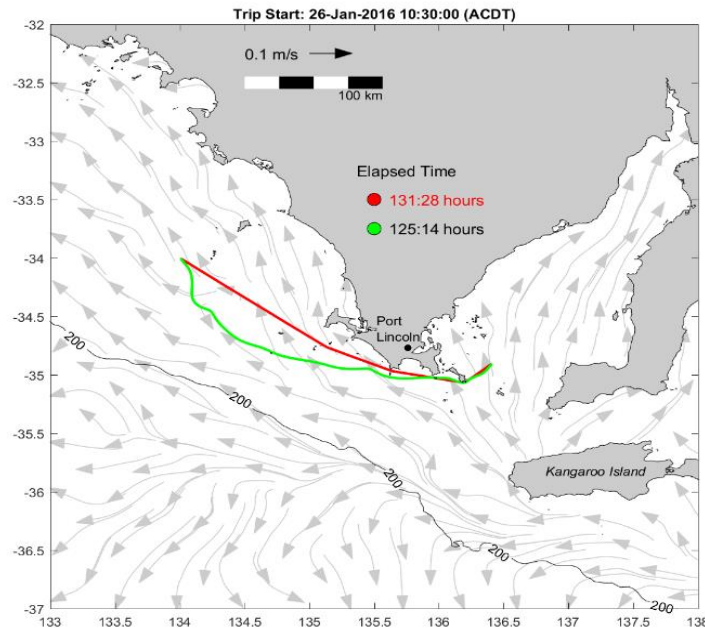 Trip Start: 26-Jan-2016 10:30:00 (ACDT)
-32
0.1 m/s
100 km
-33
Elapsed Time
131:28 hours
-33.5
125:14 hours
-32.5
-34
-34.5
Port
Lincoln
200
-35
200
-35.5
Kangaroo Island
200
-36
-36.5
200
-37
133
133.5
134
134.5
135
135.5
136
136.5
137
137.5
138